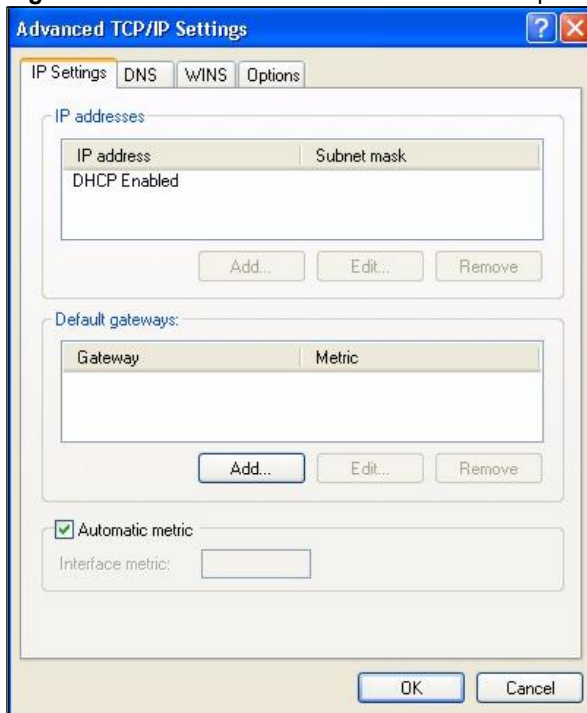 Advanced TCP/IP Settings
IP Settings DNS WINS Options
IP addresses
IP address Subnet mask
DHCP Enabled
Add... Edit... Remove
Default gateways:
Gateway Metric
Add... Edit... Remove
Automatic metric
Interface metric:
OK Cancel